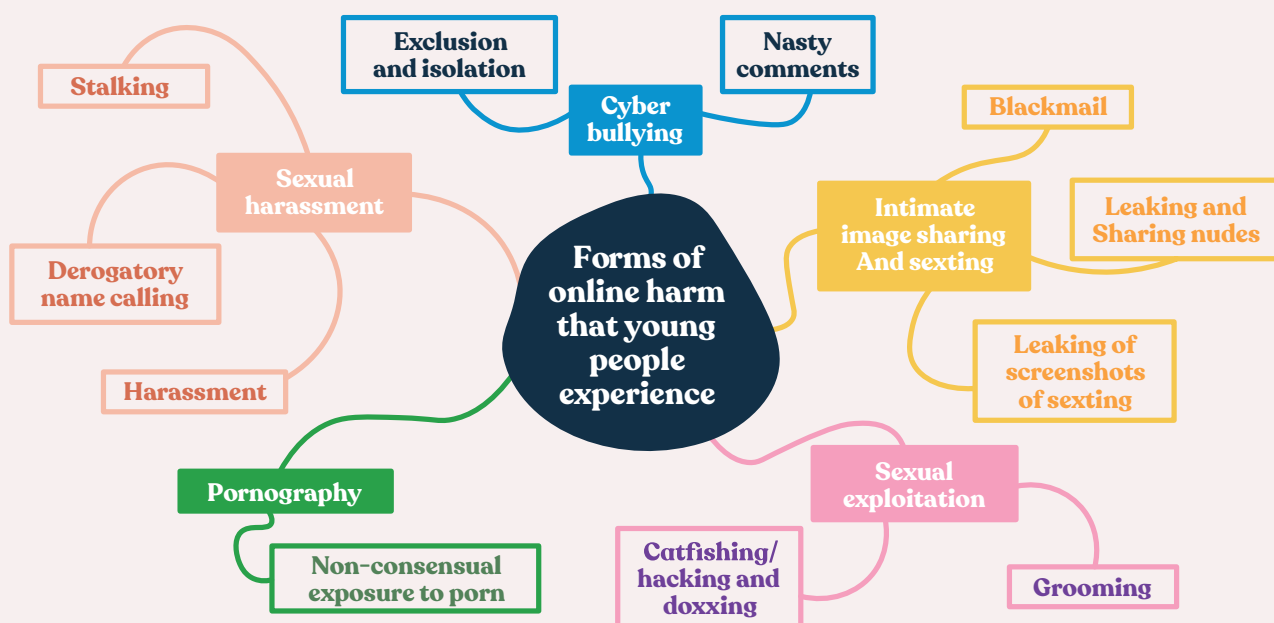 Exclusion
and isolation
Nasty
comments
Stalking
Cyber
bullying
Blackmail
Sexual
harassment
Intimate
image sharing
And sexting
Leaking and
Sharing nudes
Derogatory
name calling
Forms of
online harm
that young
people
experience
Leaking of
screenshots
of sexting
Harassment
Pornography
Sexual
exploitation
Non-consensual
exposure to porn
Catfishing/
hacking and
doxxing
Grooming